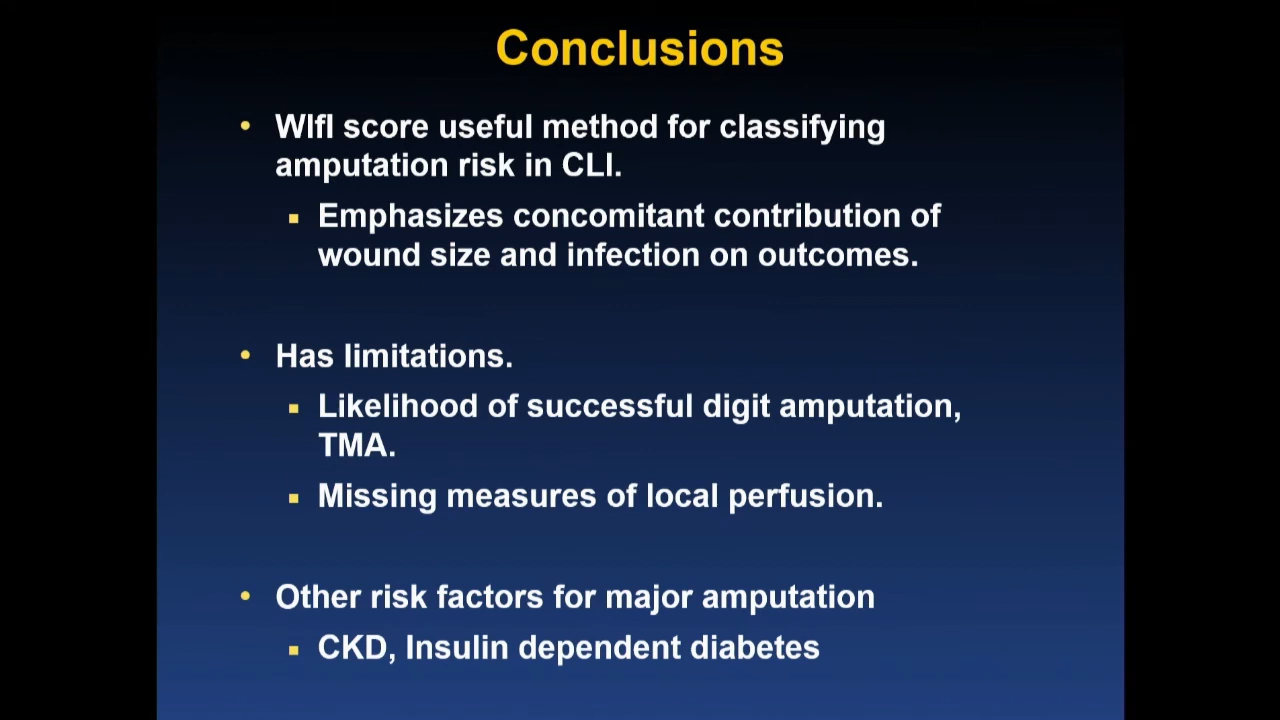 Conclusions
• WIfI score useful method for classifying
amputation risk in CLI.
▪ Emphasizes concomitant contribution of
wound size and infection on outcomes.
• Has limitations.
▪ Likelihood of successful digit amputation,
TMA.
▪ Missing measures of local perfusion.
• Other risk factors for major amputation
▪ CKD, Insulin dependent diabetes